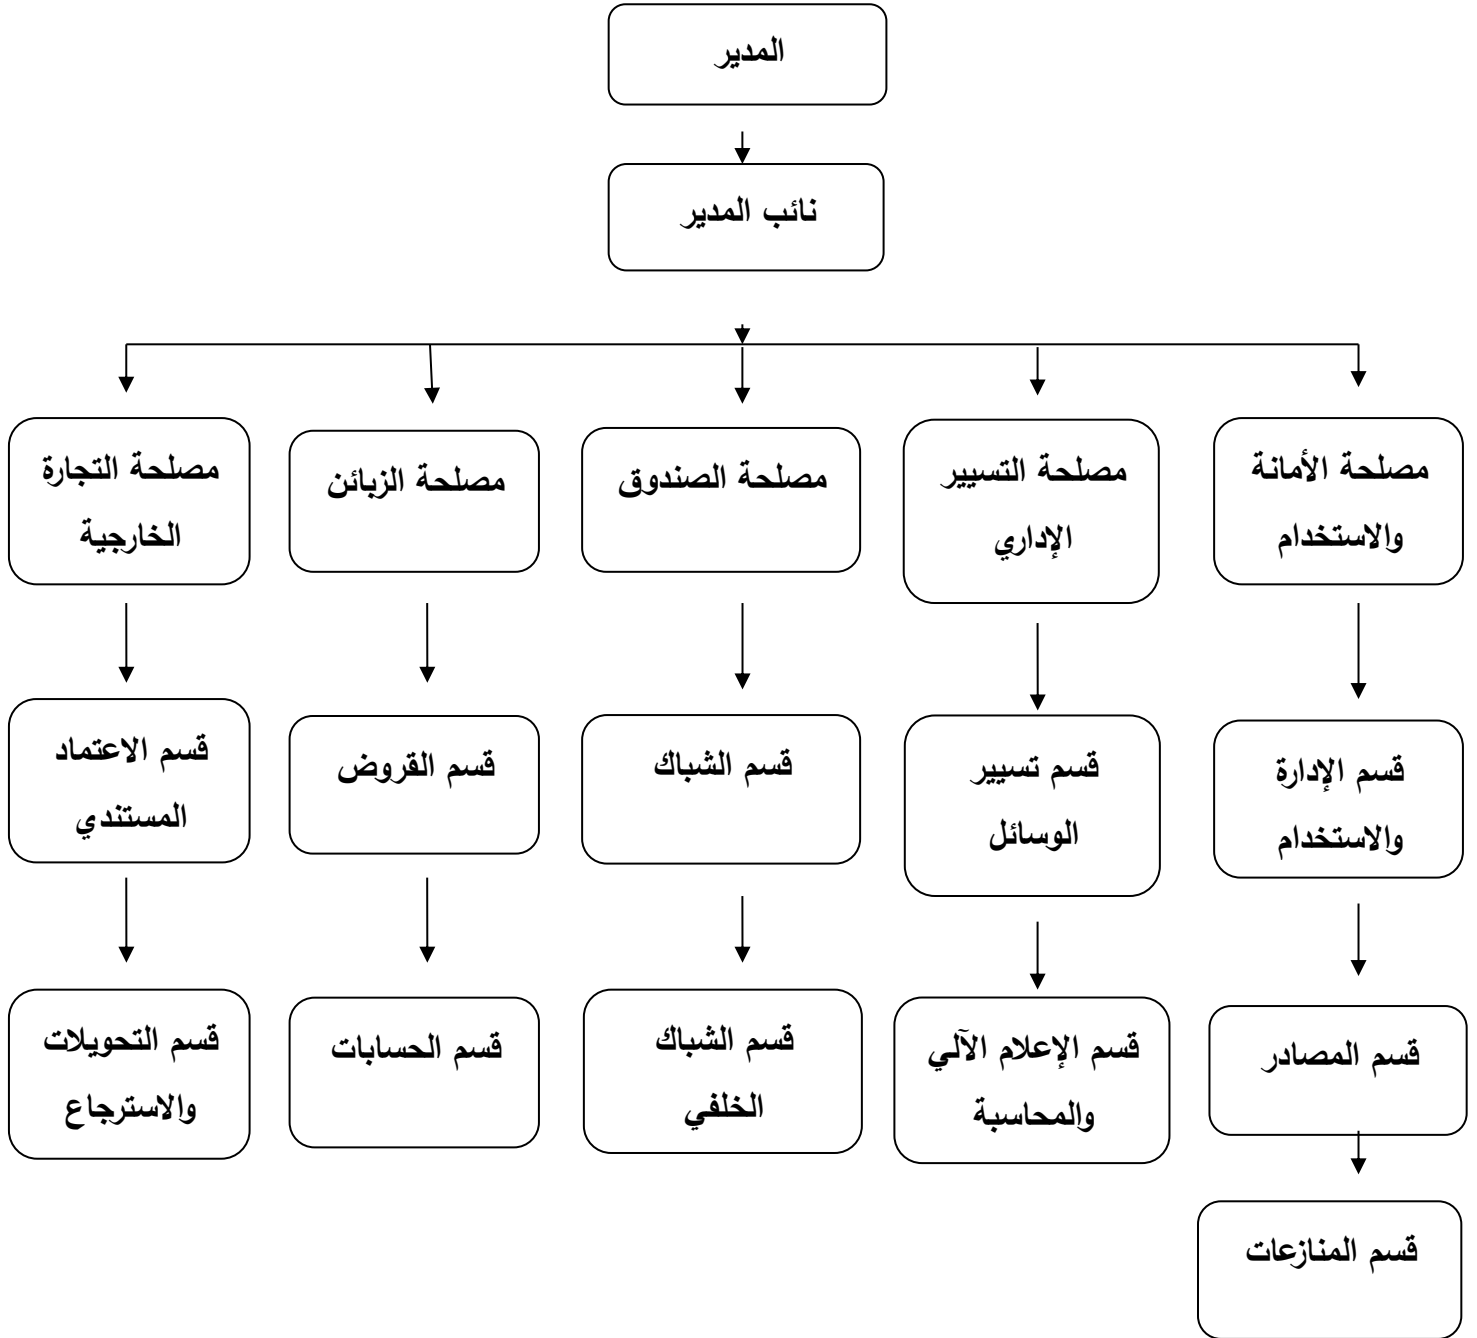 المدير
نائب المدير
مصلحة الأمانة
والاستخدام
مصلحة التسيير
الإداري
مصلحة الصندوق
مصلحة الزبائن
مصلحة التجارة
الخارجية
قسم الإدارة
والاستخدام
قسم تسيير
الوسائل
قسم الشباك
قسم القروض
قسم الاعتماد
المستندي
قسم المصادر
قسم الإعلام الآلي
والمحاسبة
قسم الشباك
الخلفي
قسم الحسابات
قسم التحويلات
والاسترجاع
قسم المنازعات